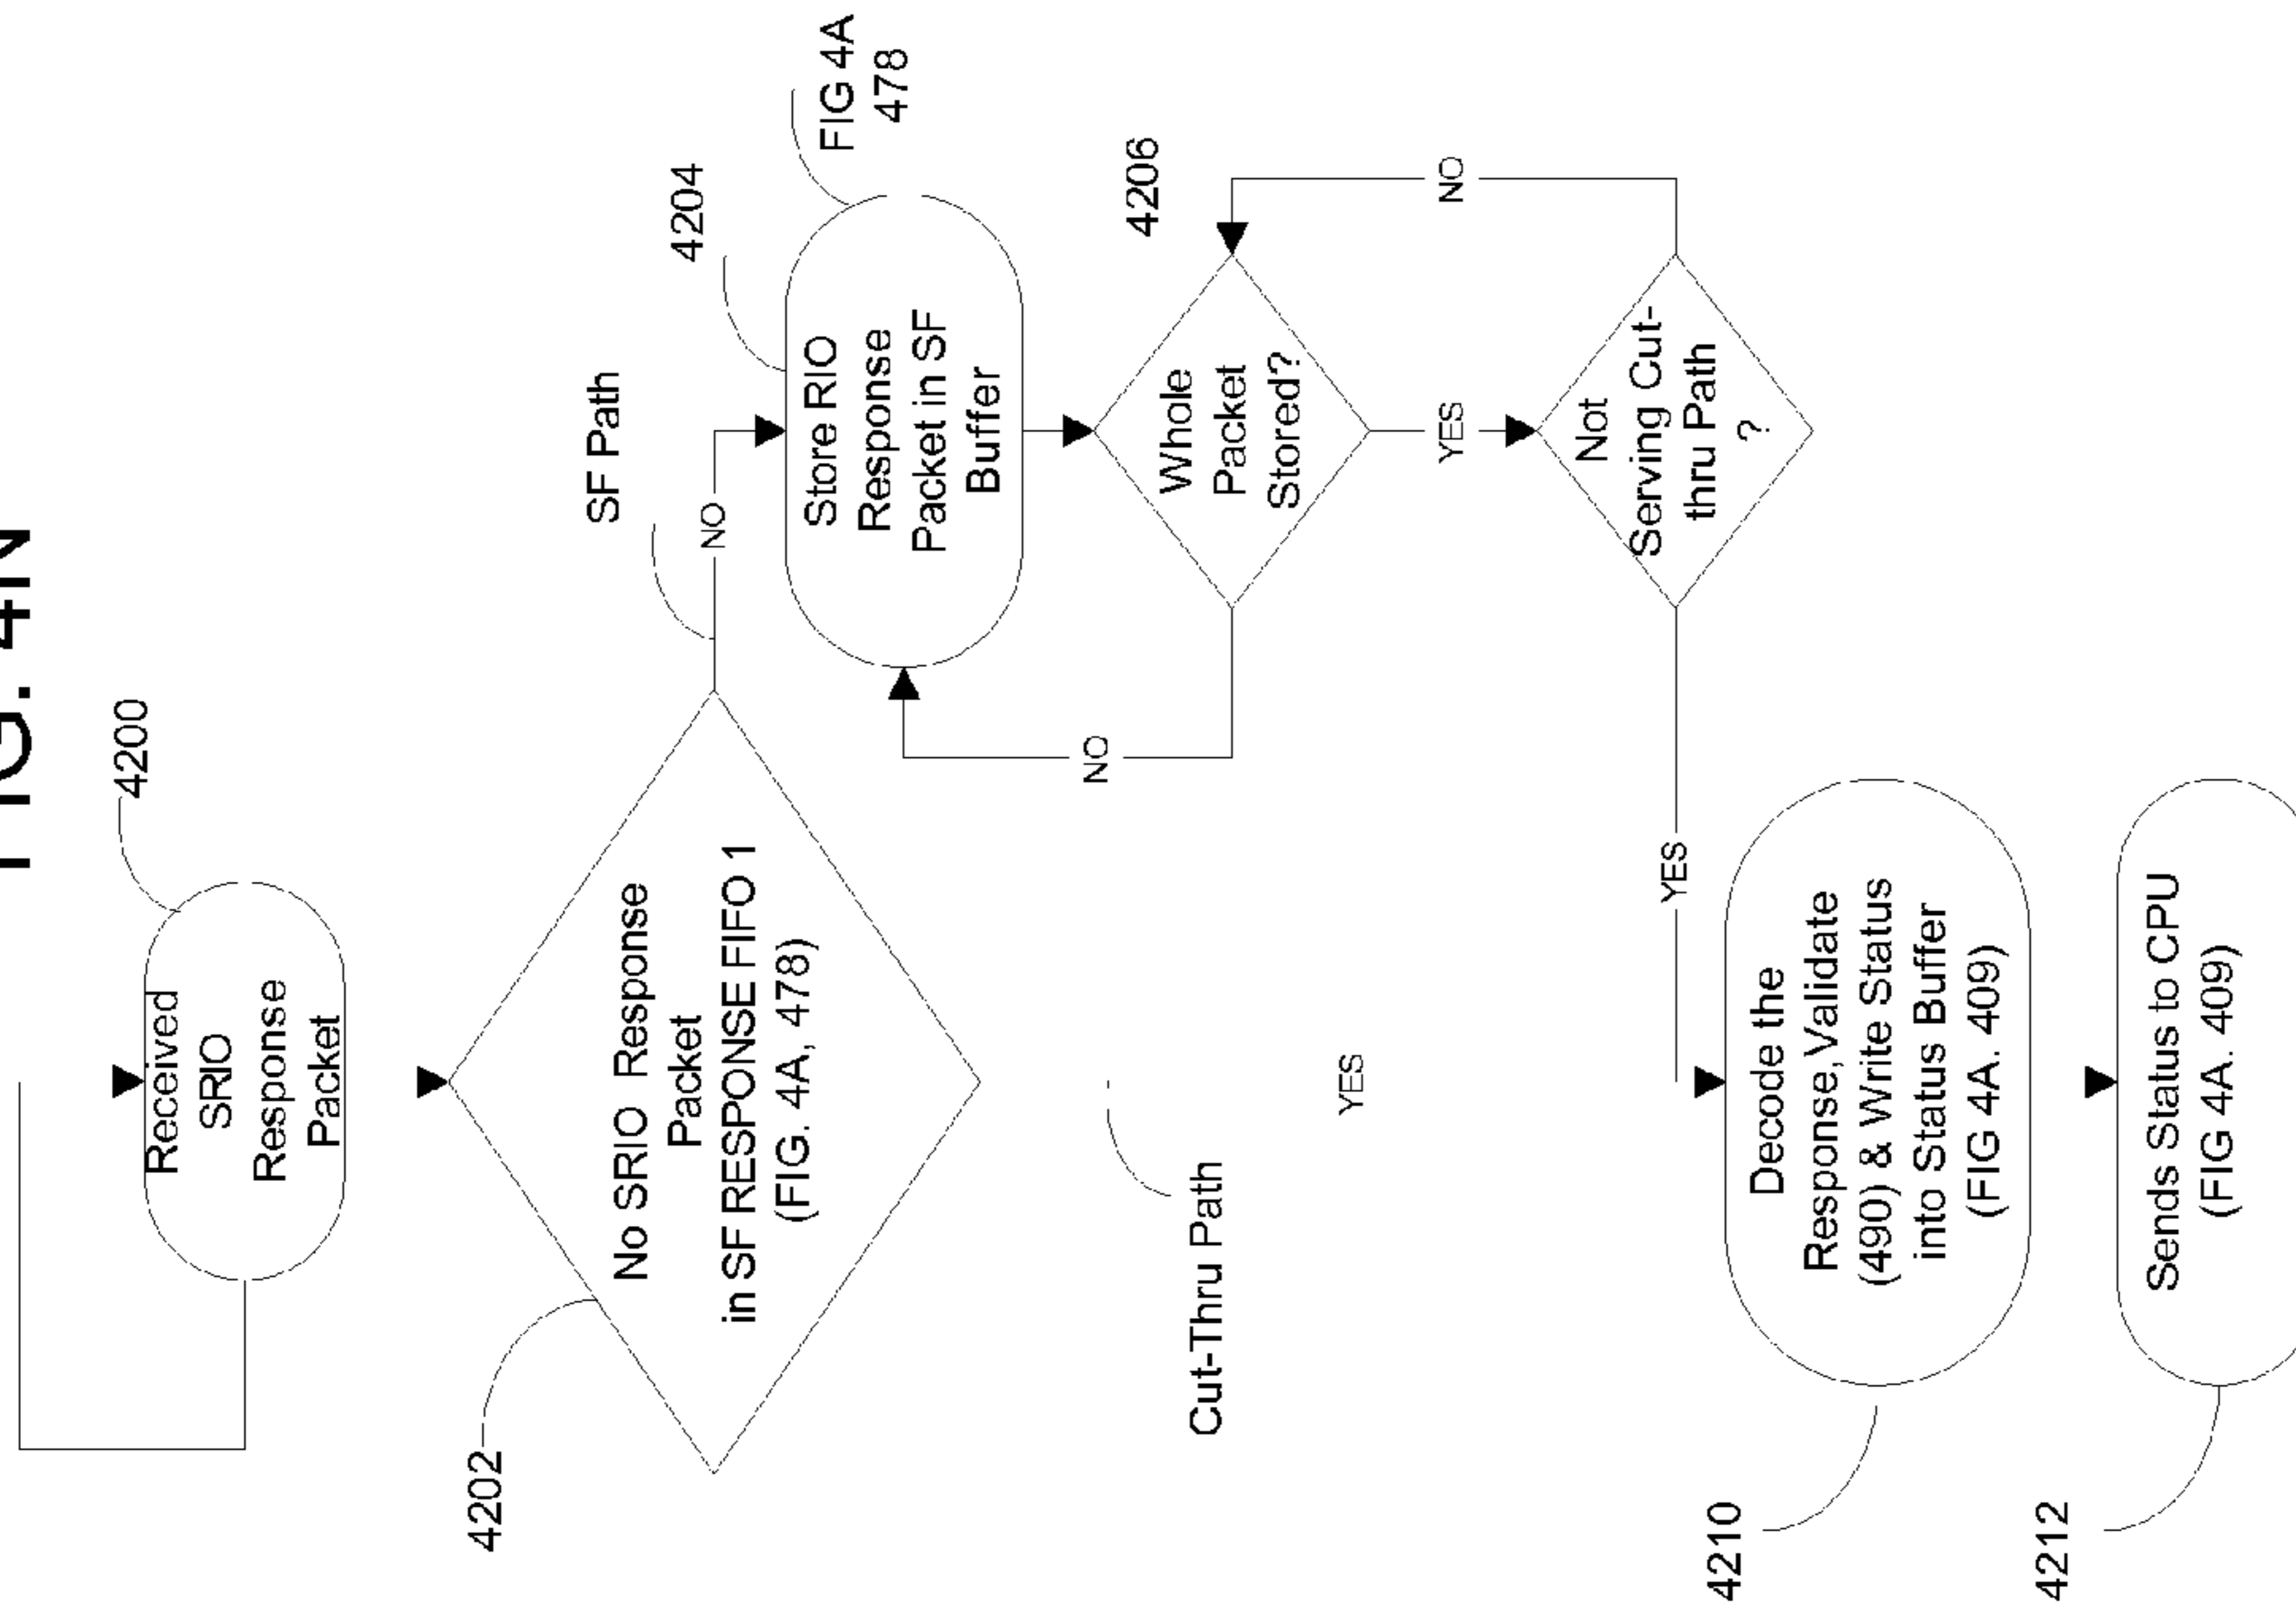 FIG. 4N
4200
Received
SRIO
Response
Packet
4202
No SRIO Response
Packet
in SF RESPONSE FIFO 1
(FIG. 4A, 478)
SF Path
NO
4204
FIG 4A
478
Store RIO
Response
Packet in SF
Buffer
4206
Whole
Packet
Stored?
NO
YES
NO
Not
Serving Cut-
thru Path
?
Cut-Thru Path
YES
YES
4210
Decode the
Response,Validate
(490) & Write Status
into Status Buffer
(FIG 4A. 409)
4212
Sends Status to CPU
(FIG 4A. 409)